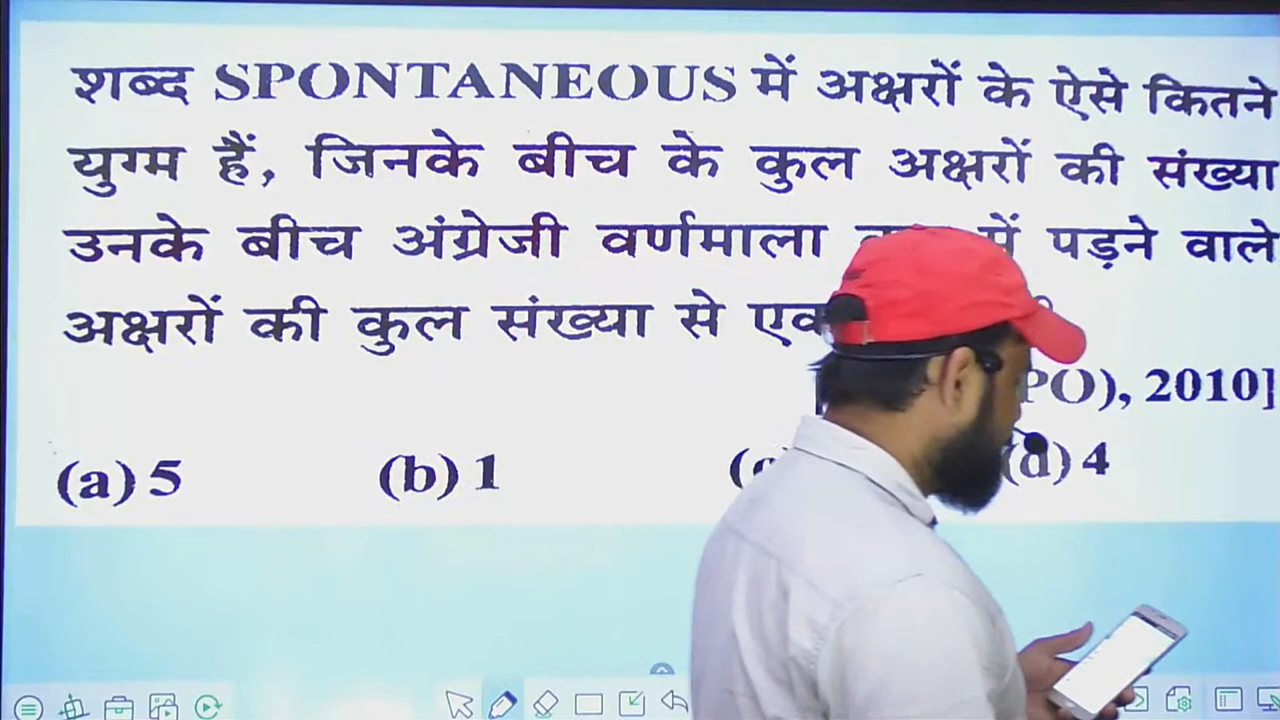 शब्द SPONTANEOUS में अक्षरों के ऐसे कितने
युग्म हैं, जिनके बीच के कुल अक्षरों की संख्या
उनके बीच अंग्रेजी वर्णमाला में पड़ने वाले
अक्षरों की कुल संख्या से
PO), 2010]
(a) 5 (b) 1 (d) 4